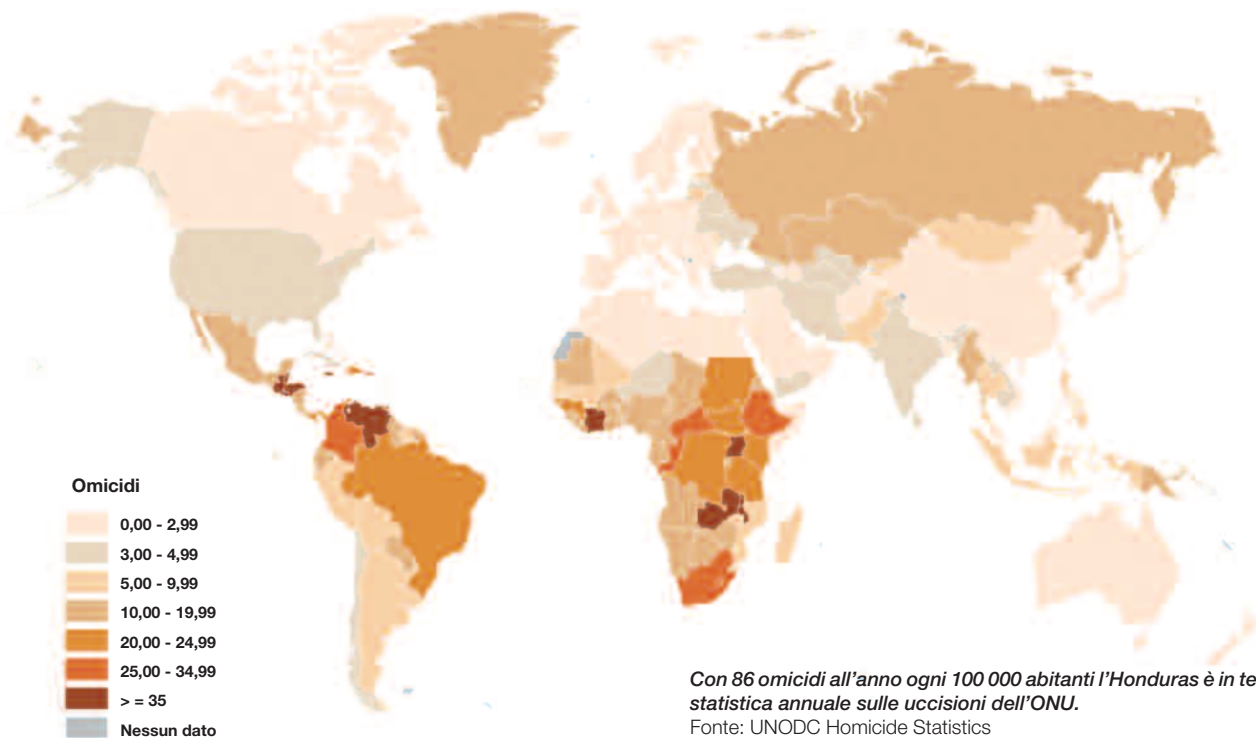 Omicidi
0,00 - 2,99
3,00 - 4,99
5,00 - 9,99
10,00 - 19,99
20,00 - 24,99
25,00 - 34,99
> = 35
Nessun dato
Con 86 omicidi all'anno ogni 100 000 abitanti l'Honduras è in te
statistica annuale sulle uccisioni dell'ONU.
Fonte: UNODC Homicide Statistics